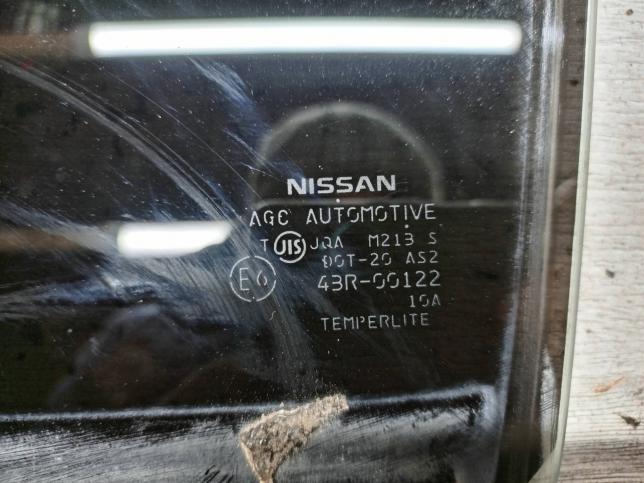 NISSAN
AGC AUTOMOTIVE
T JIS JQA M213 S
DOT-20 AS2
E6 43R-00122
10A
TEMPERLITE